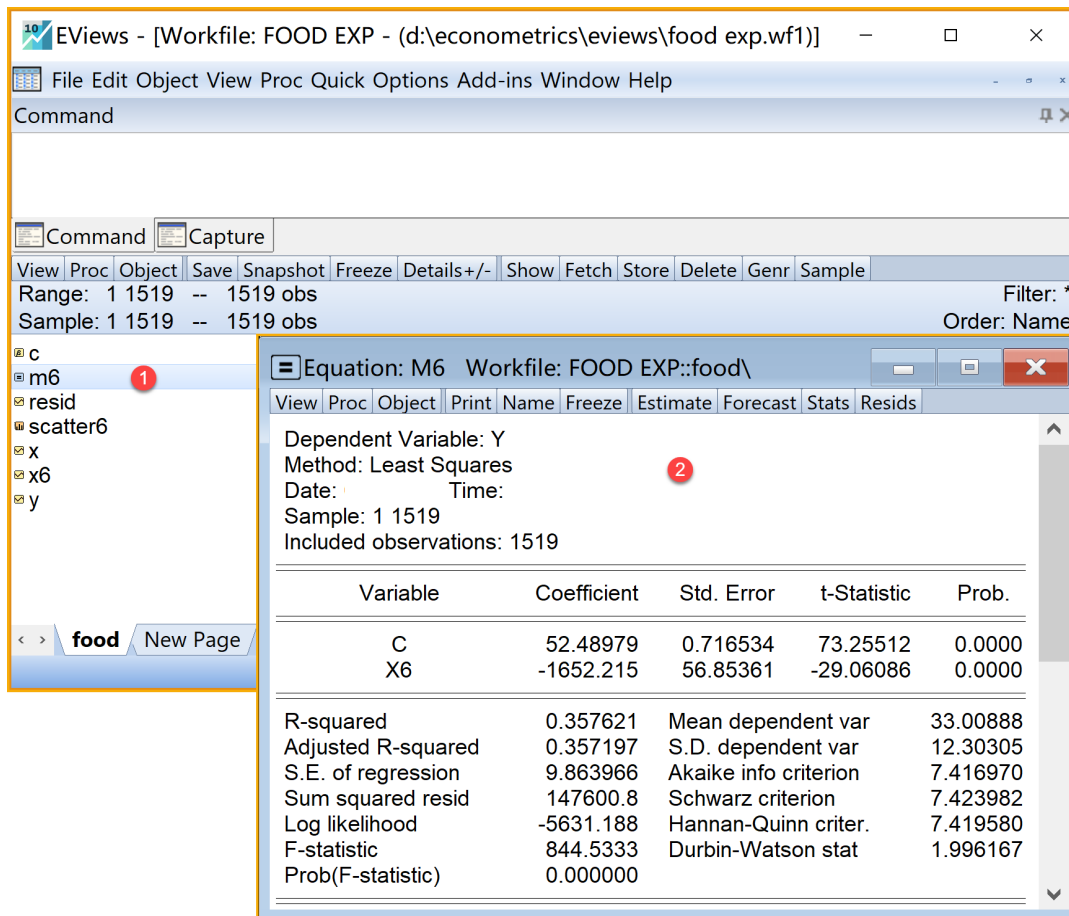 10 EViews - [Workfile: FOOD EXP - (d:\econometrics\eviews\food exp.wf1)]
File Edit Object View Proc Quick Options Add-ins Window Help
Command
Command Capture
View Proc Object Save Snapshot Freeze Details+/- Show Fetch Store Delete Genr Sample
Range: 1 1519 -- 1519 obs Filter: *
Sample: 1 1519 -- 1519 obs Order: Name
c
m6 1
resid
scatter6
x
x6
y
food New Page
Equation: M6 Workfile: FOOD EXP::food\
View Proc Object Print Name Freeze Estimate Forecast Stats Resids
Dependent Variable: Y
Method: Least Squares 2
Date: Time:
Sample: 1 1519
Included observations: 1519
Variable Coefficient Std. Error t-Statistic Prob.
C 52.48979 0.716534 73.25512 0.0000
X6 -1652.215 56.85361 -29.06086 0.0000
R-squared 0.357621 Mean dependent var 33.00888
Adjusted R-squared 0.357197 S.D. dependent var 12.30305
S.E. of regression 9.863966 Akaike info criterion 7.416970
Sum squared resid 147600.8 Schwarz criterion 7.423982
Log likelihood -5631.188 Hannan-Quinn criter. 7.419580
F-statistic 844.5333 Durbin-Watson stat 1.996167
Prob(F-statistic) 0.000000